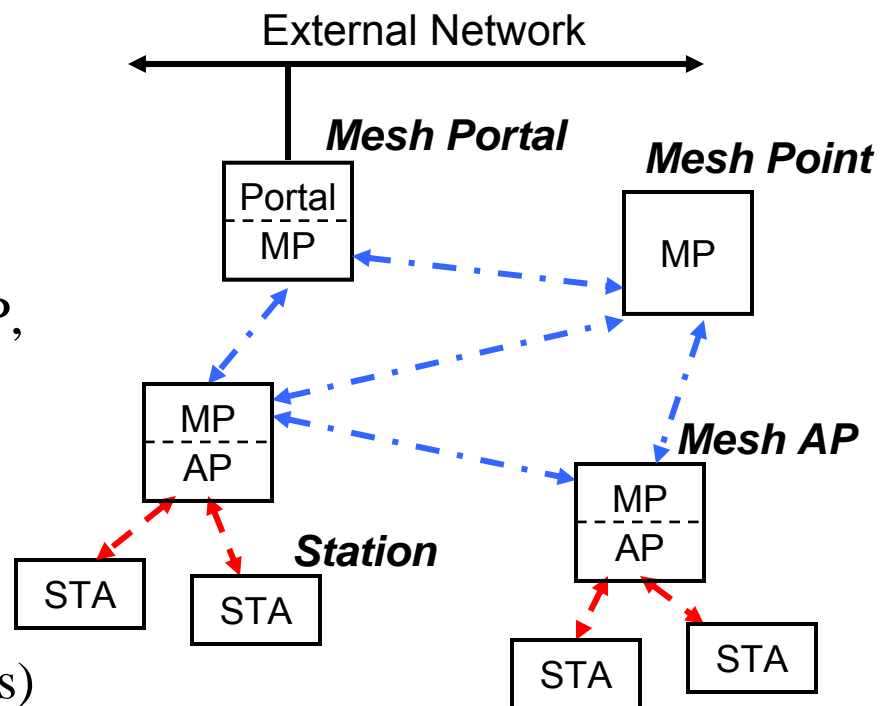 External Network
Mesh Portal
Mesh Point
Portal
MP
MP
P,
MP
AP
Mesh AP
MP
AP
Station
STA
STA
STA
STA
s)